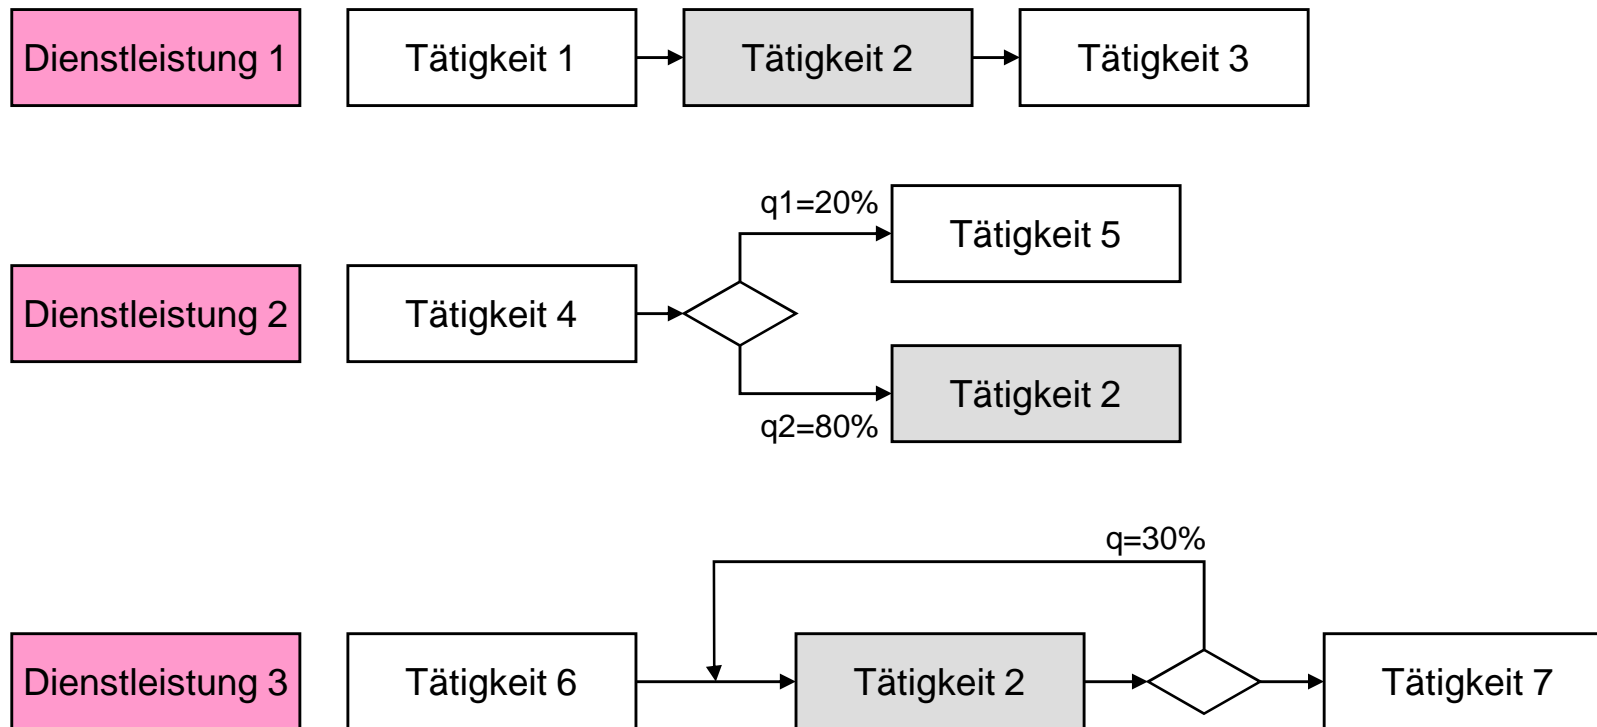 Dienstleistung 1
Tätigkeit 1
Tätigkeit 2
Tätigkeit 3
q1=20%
Tätigkeit 5
Dienstleistung 2
Tätigkeit 4
Tätigkeit 2
q2=80%
q=30%
Dienstleistung 3
Tätigkeit 6
Tätigkeit 2
Tätigkeit 7